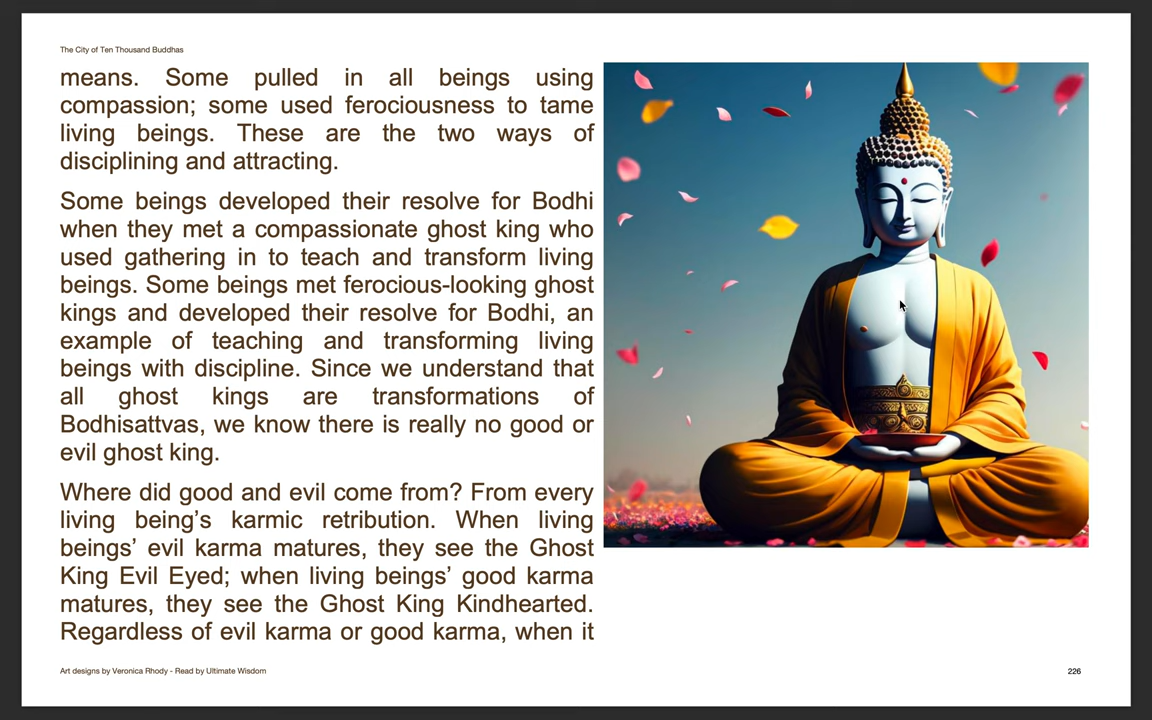 The City of Ten Thousand Buddhas
means. Some pulled in all beings using
compassion; some used ferociousness to tame
living beings. These are the two ways of
disciplining and attracting.
Some beings developed their resolve for Bodhi
when they met a compassionate ghost king who
used gathering in to teach and transform living
beings. Some beings met ferocious-looking ghost
kings and developed their resolve for Bodhi, an
example of teaching and transforming living
beings with discipline. Since we understand that
all ghost kings are transformations of
Bodhisattvas, we know there is really no good or
evil ghost king.
Where did good and evil come from? From every
living being’s karmic retribution. When living
beings’ evil karma matures, they see the Ghost
King Evil Eyed; when living beings’ good karma
matures, they see the Ghost King Kindhearted.
Regardless of evil karma or good karma, when it
Art designs by Veronica Rhody - Read by Ultimate Wisdom
226